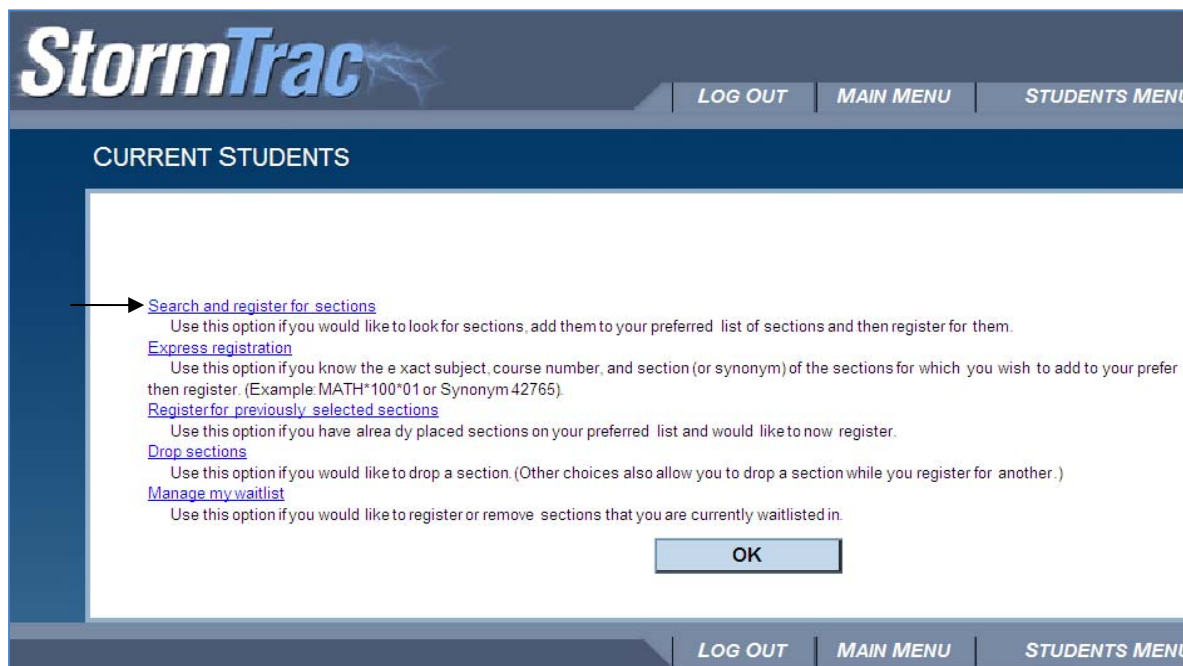 StormTrac
LOG OUT MAIN MENU STUDENTS MENU
CURRENT STUDENTS
Search and register for sections
Use this option if you would like to look for sections, add them to your preferred list of sections and then register for them.
Express registration
Use this option if you know the e xact subject, course number, and section (or synonym) of the sections for which you wish to add to your prefer
then register. (Example: MATH*100*01 or Synonym 42765).
Register for previously selected sections
Use this option if you have alrea dy placed sections on your preferred list and would like to now register.
Drop sections
Use this option if you would like to drop a section. (Other choices also allow you to drop a section while you register for another.)
Manage my waitlist
Use this option if you would like to register or remove sections that you are currently waitlisted in.
OK
LOG OUT MAIN MENU STUDENTS MENU